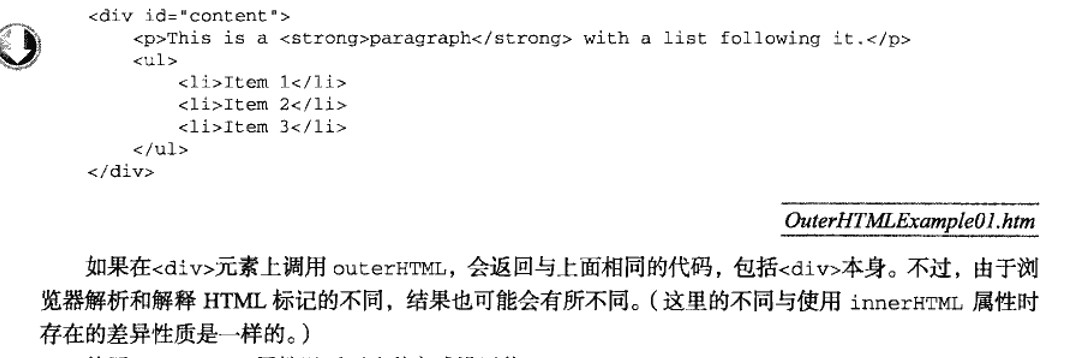 <div id="content">
<p>This is a <strong>paragraph</strong> with a list following it.</p>
<ul>
<li>Item 1</li>
<li>Item 2</li>
<li>Item 3</li>
</ul>
</div>
OuterHTMLExample01.htm
如果在<div>元素上调用 outerHTML，会返回与上面相同的代码，包括<div>本身。不过，由于浏
览器解析和解释 HTML 标记的不同，结果也可能会有所不同。（这里的不同与使用 innerHTML 属性时
存在的差异性质是一样的。）